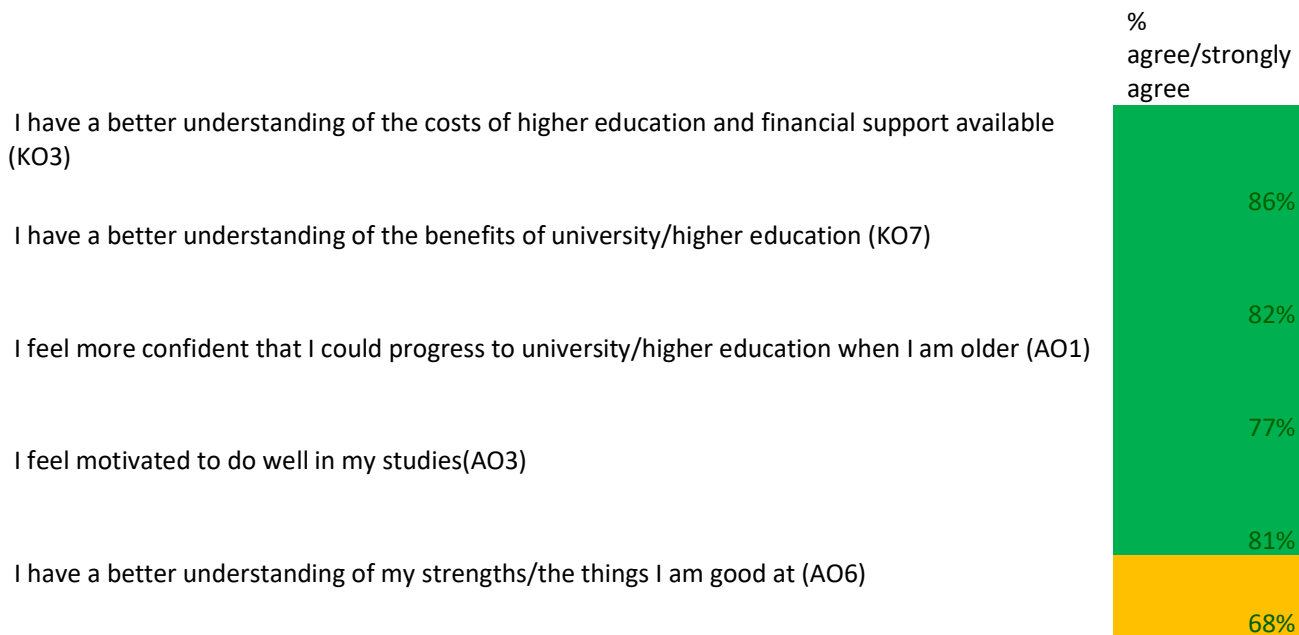 %
agree/strongly
agree
I have a better understanding of the costs of higher education and financial support available
(KO3)
86%
I have a better understanding of the benefits of university/higher education (KO7)
82%
I feel more confident that I could progress to university/higher education when I am older (AO1)
77%
I feel motivated to do well in my studies(AO3)
81%
I have a better understanding of my strengths/the things I am good at (AO6)
68%